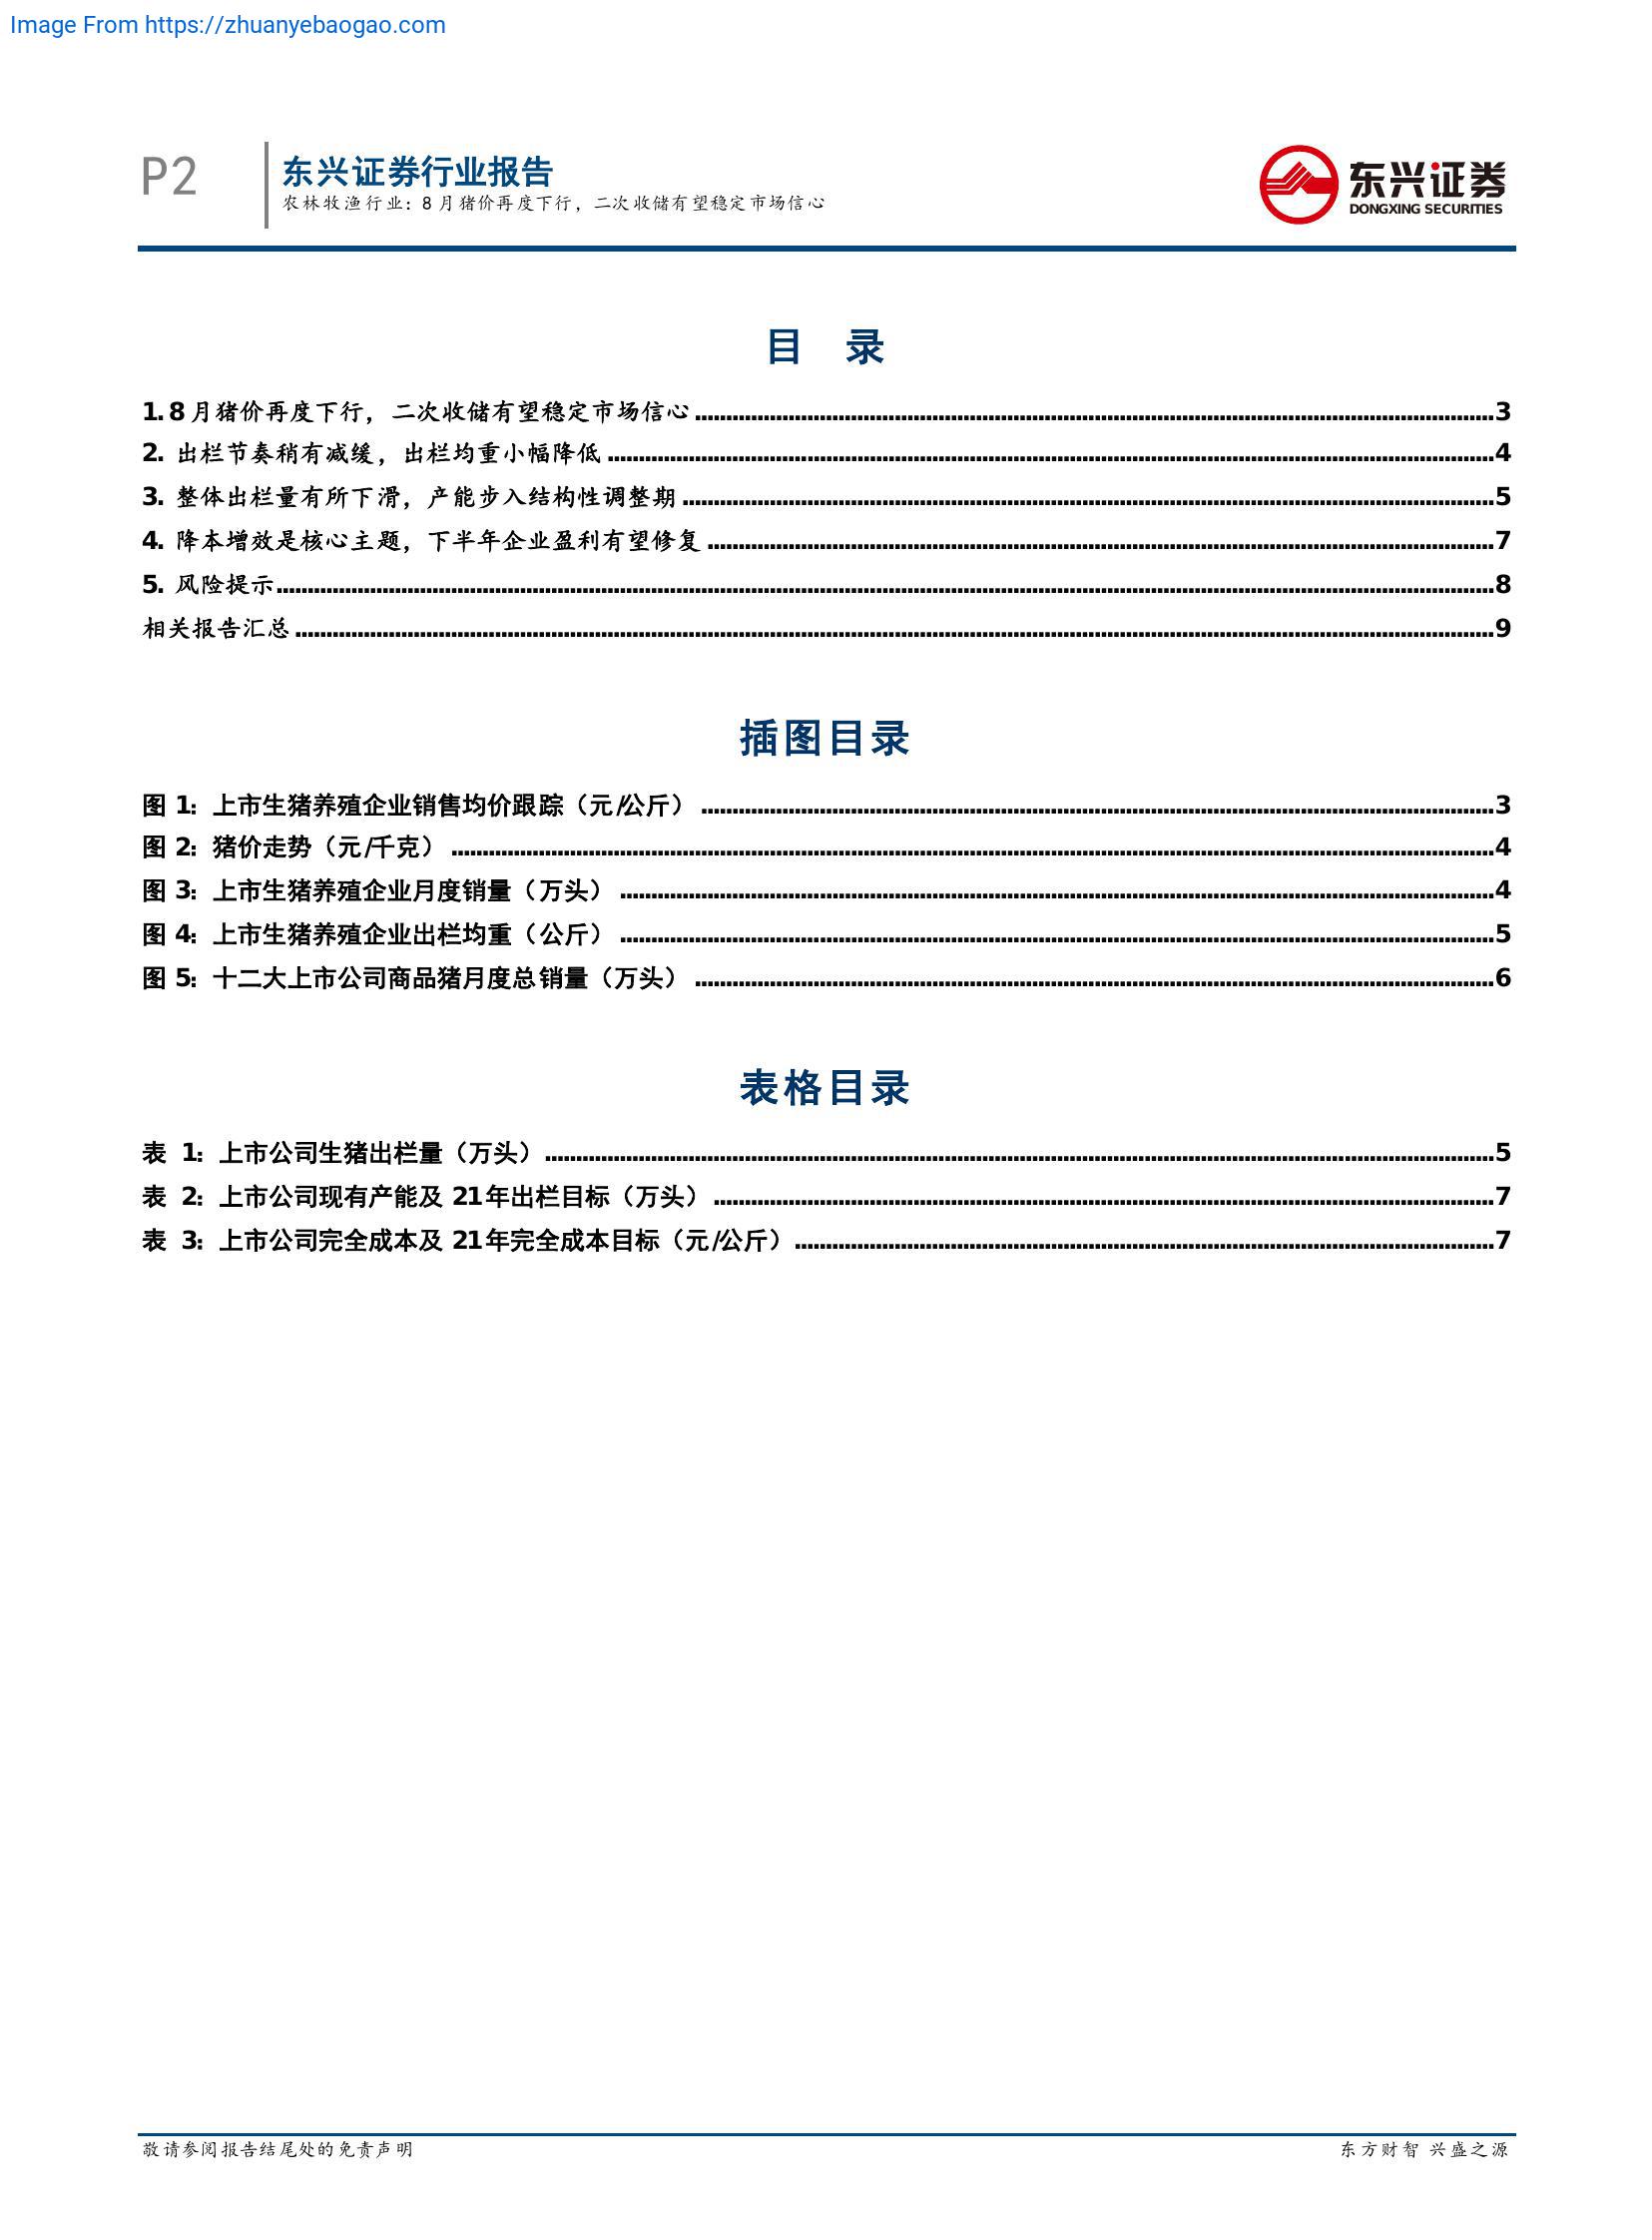 Image From https://zhuanyebaogao.com
P2
东兴证券行业报告
农林牧渔行业：8月猪价再度下行，二次收储有望稳定市场信心
东兴证券
DONGXING SECURITIES
目 录
1. 8月猪价再度下行，二次收储有望稳定市场信心 3
2. 出栏节奏稍有减缓，出栏均重小幅降低 4
3. 整体出栏量有所下滑，产能步入结构性调整期 5
4. 降本增效是核心主题，下半年企业盈利有望修复 7
5. 风险提示 8
相关报告汇总 9
插图目录
图 1：上市生猪养殖企业销售均价跟踪（元/公斤） 3
图 2：猪价走势（元/千克） 4
图 3：上市生猪养殖企业月度销量（万头） 4
图 4：上市生猪养殖企业出栏均重（公斤） 5
图 5：十二大上市公司商品猪月度总销量（万头） 6
表格目录
表 1：上市公司生猪出栏量（万头） 5
表 2：上市公司现有产能及 21年出栏目标（万头） 7
表 3：上市公司完全成本及 21年完全成本目标（元/公斤） 7
敬请参阅报告结尾处的免责声明
东方财智 兴盛之源